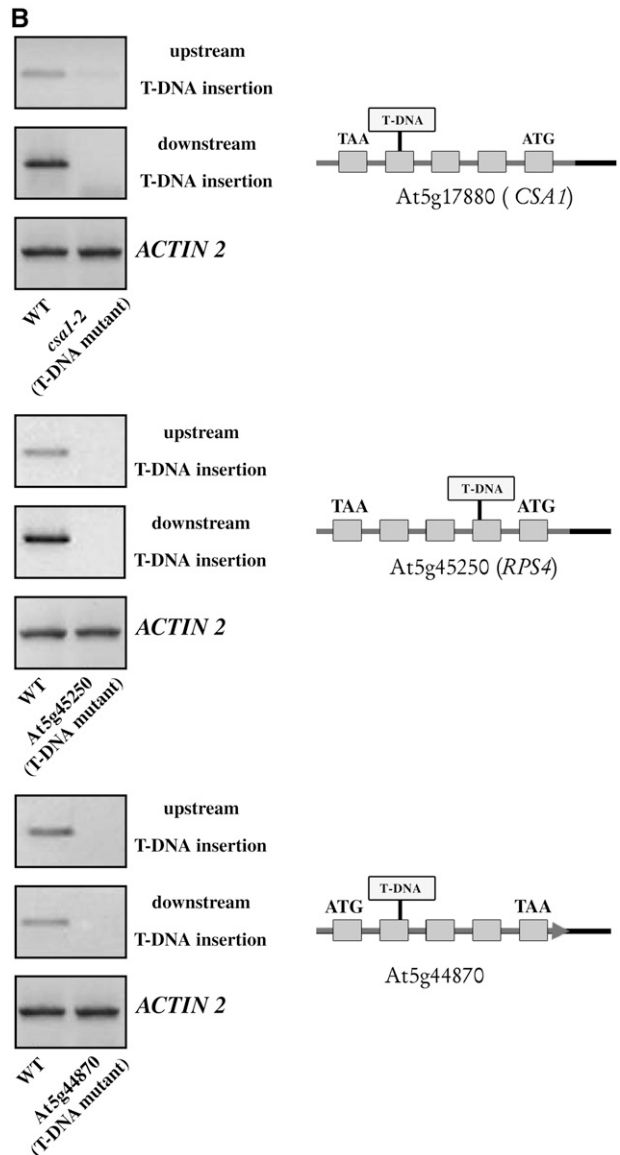 B
upstream
T-DNA insertion
downstream
T-DNA insertion
ACTIN 2
WT
csa1-2
(T-DNA mutant)
T-DNA
TAA
ATG
At5g17880 ( CSA1)
upstream
T-DNA insertion
downstream
T-DNA insertion
ACTIN 2
WT
At5g45250
(T-DNA mutant)
T-DNA
TAA
ATG
At5g45250 (RPS4)
upstream
T-DNA insertion
downstream
T-DNA insertion
ACTIN 2
WT
At5g44870
(T-DNA mutant)
T-DNA
ATG
TAA
At5g44870